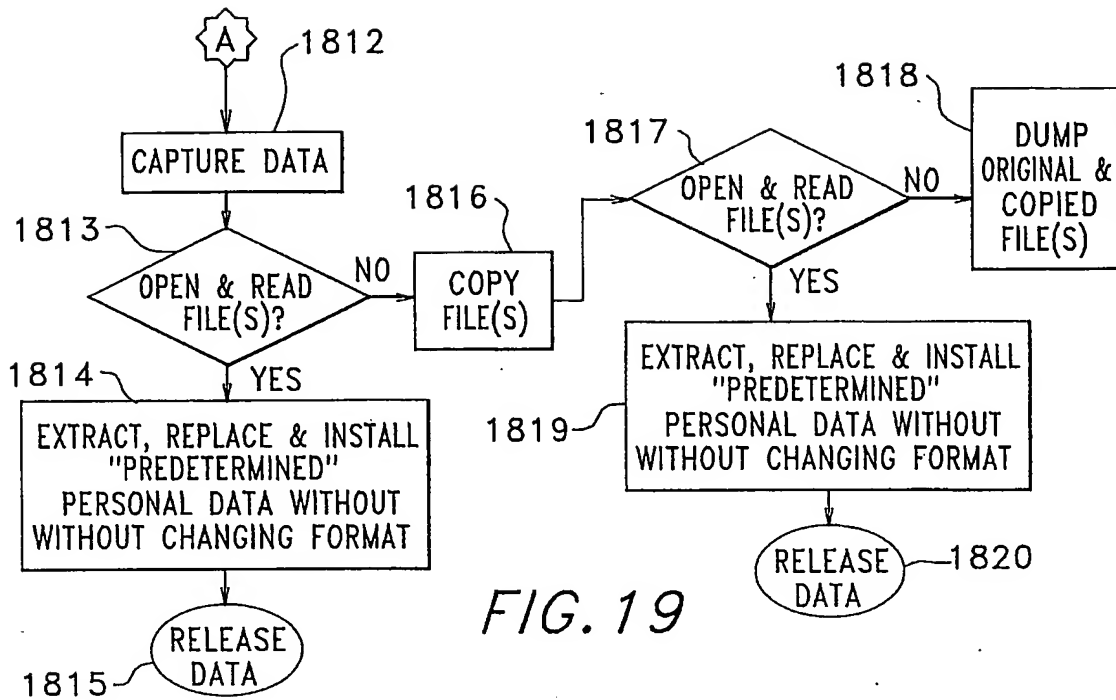 A
1812
CAPTURE DATA
1813
OPEN & READ
FILE(S)?
NO
YES
1814
EXTRACT, REPLACE & INSTALL
"PREDETERMINED"
PERSONAL DATA WITHOUT
WITHOUT CHANGING FORMAT
1815
RELEASE
DATA
1816
COPY
FILE(S)
1817
OPEN & READ
FILE(S)?
NO
YES
1818
DUMP
ORIGINAL &
COPIED
FILE(S)
1819
EXTRACT, REPLACE & INSTALL
"PREDETERMINED"
PERSONAL DATA WITHOUT
WITHOUT CHANGING FORMAT
1820
RELEASE
DATA
FIG. 19